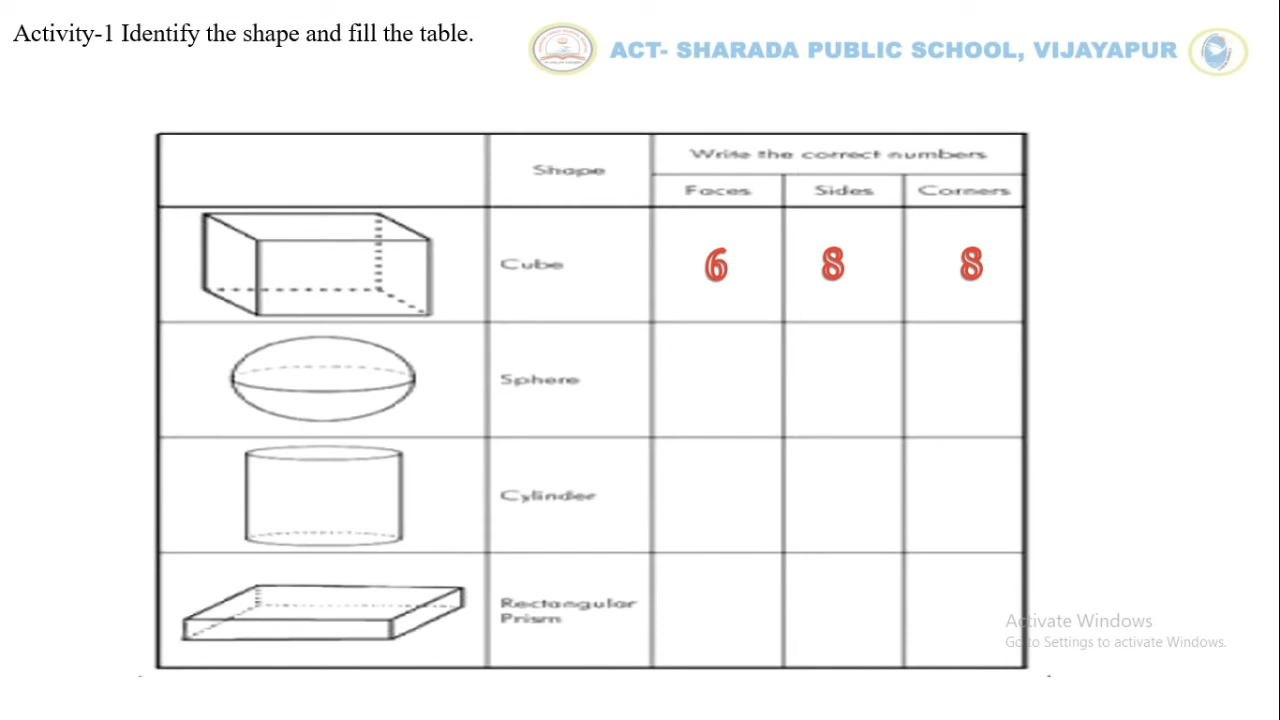 Activity-1 Identify the shape and fill the table.
ACT- SHARADA PUBLIC SCHOOL, VIJAYAPUR
Shape
Write the correct numbers
Faces Sides Corners
Cube 6 8 8
Sphere
Cylinder
Rectangular
Prism
Activate Windows
Go to Settings to activate Windows.